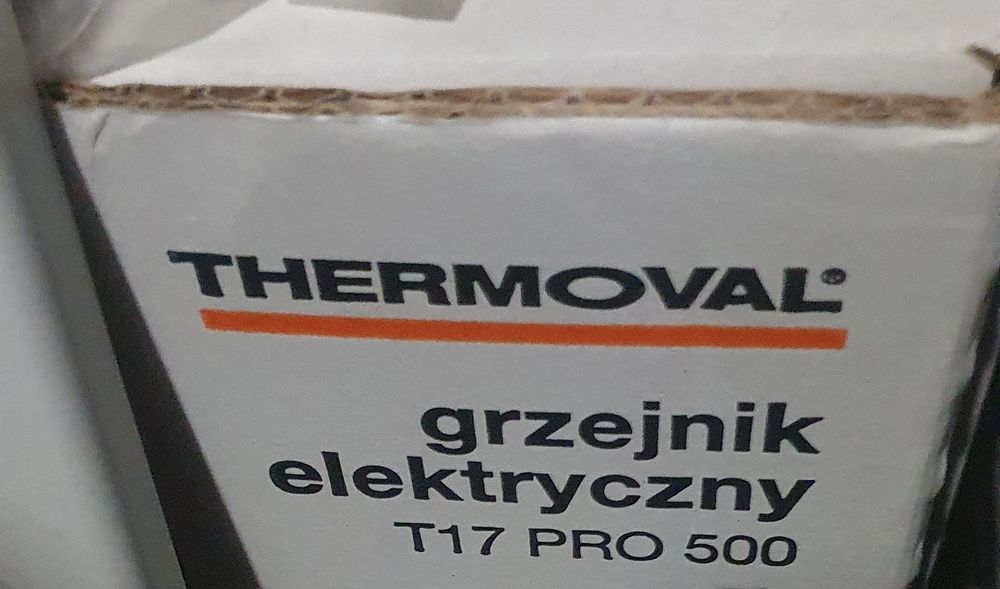 THERMOVAL®
grzejnik
elektryczny
T17 PRO 500